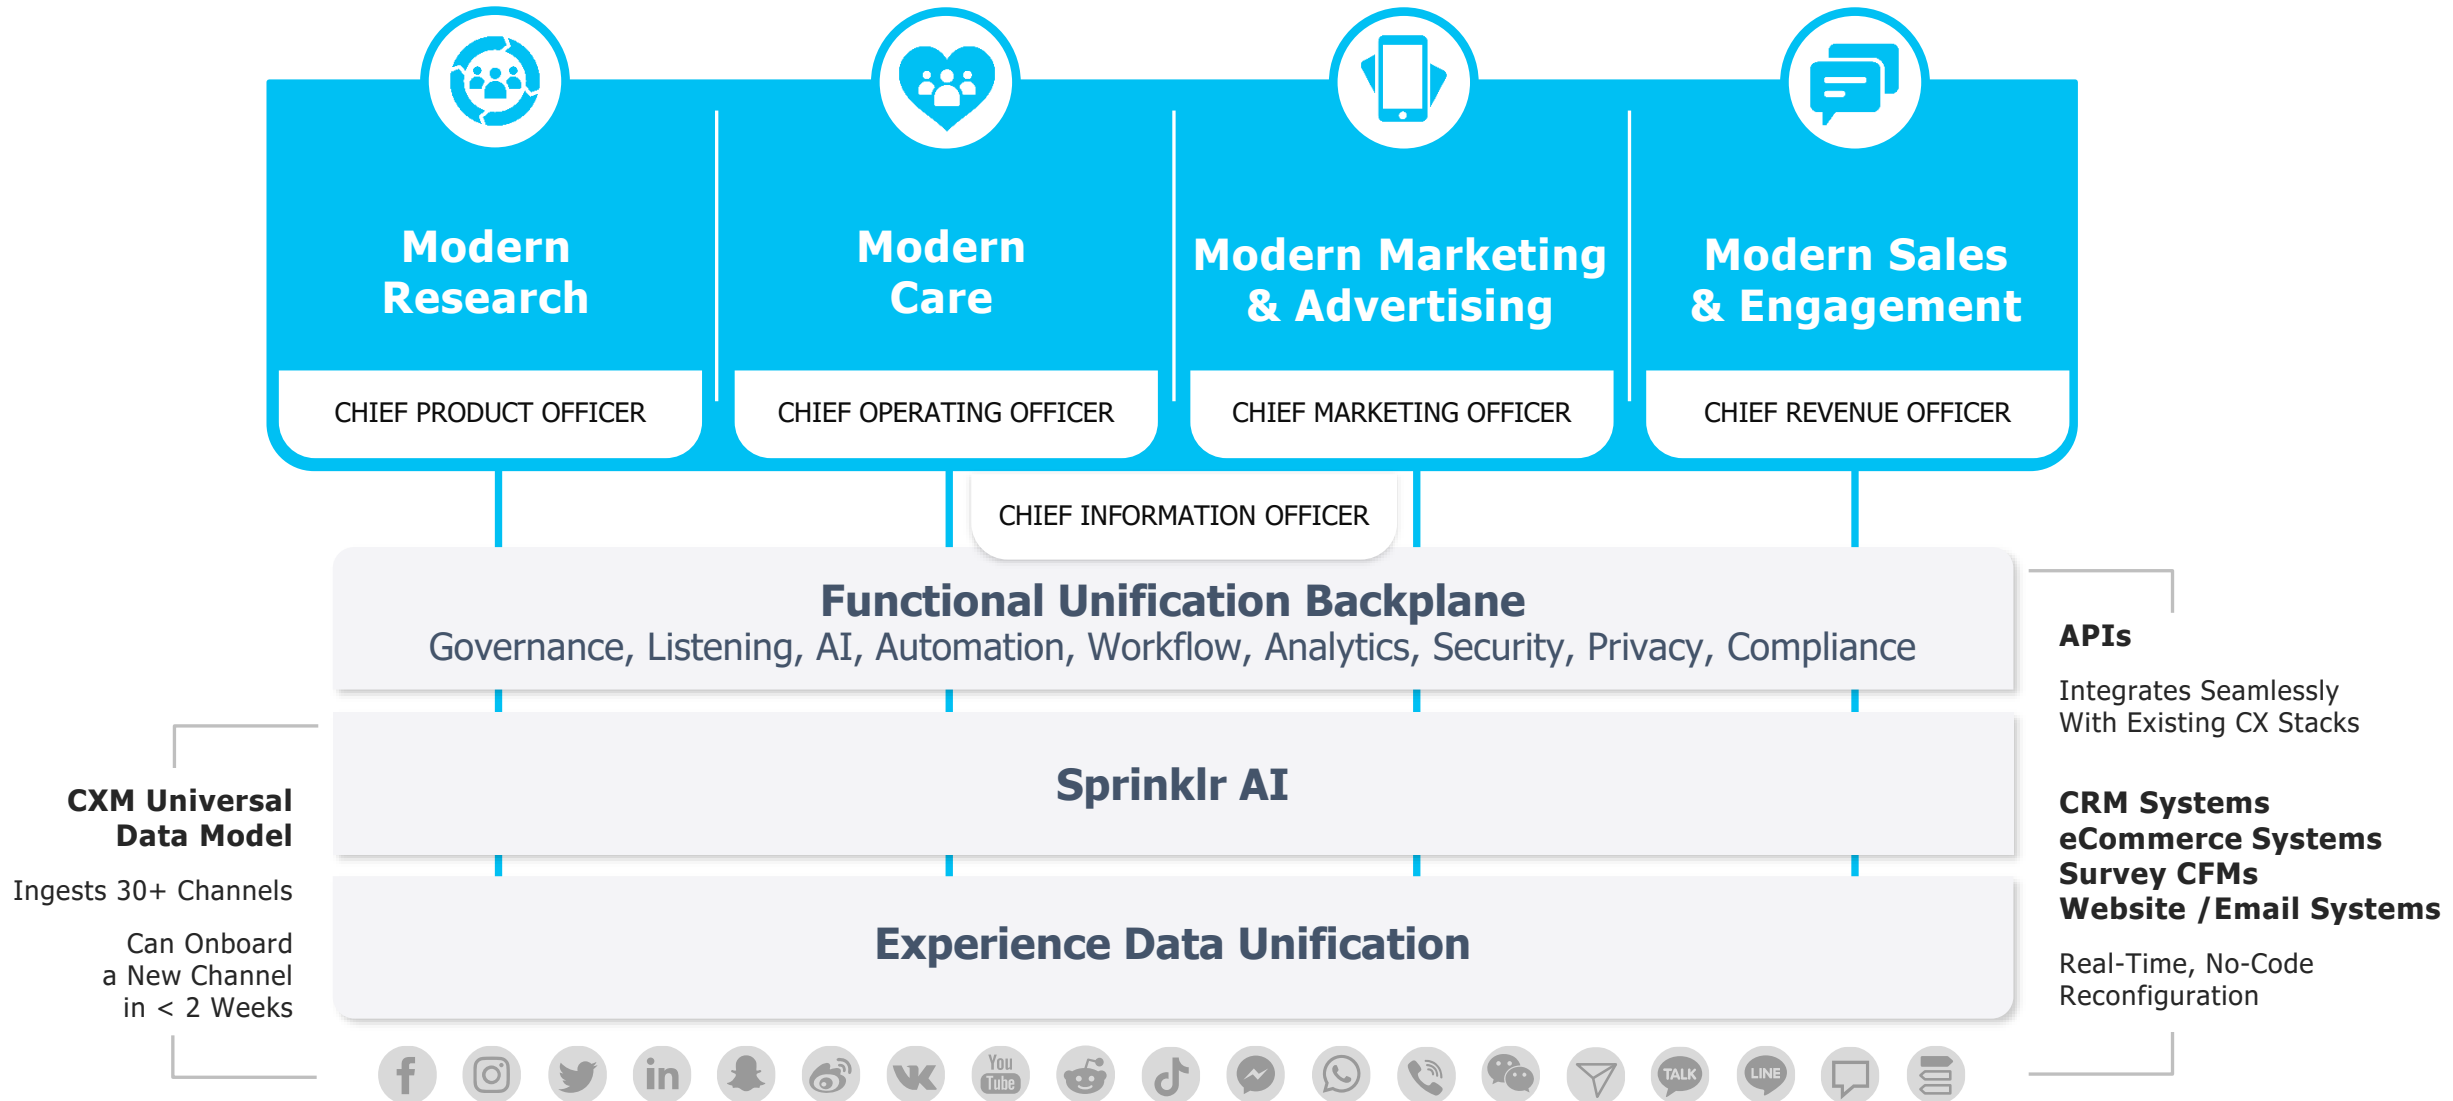 Modern
Research
Modern
Care
Modern Marketing
& Advertising
Modern Sales
& Engagement
CHIEF PRODUCT OFFICER
CHIEF OPERATING OFFICER
CHIEF MARKETING OFFICER
CHIEF REVENUE OFFICER
CHIEF INFORMATION OFFICER
Functional Unification Backplane
Governance, Listening, AI, Automation, Workflow, Analytics, Security, Privacy, Compliance
Sprinklr AI
Experience Data Unification
CXM Universal
Data Model
Ingests 30+ Channels
Can Onboard
a New Channel
in < 2 Weeks
APIs
Integrates Seamlessly
With Existing CX Stacks
CRM Systems
eCommerce Systems
Survey CFMs
Website /Email Systems
Real-Time, No-Code
Reconfiguration
You
Tube
TALK
LINE